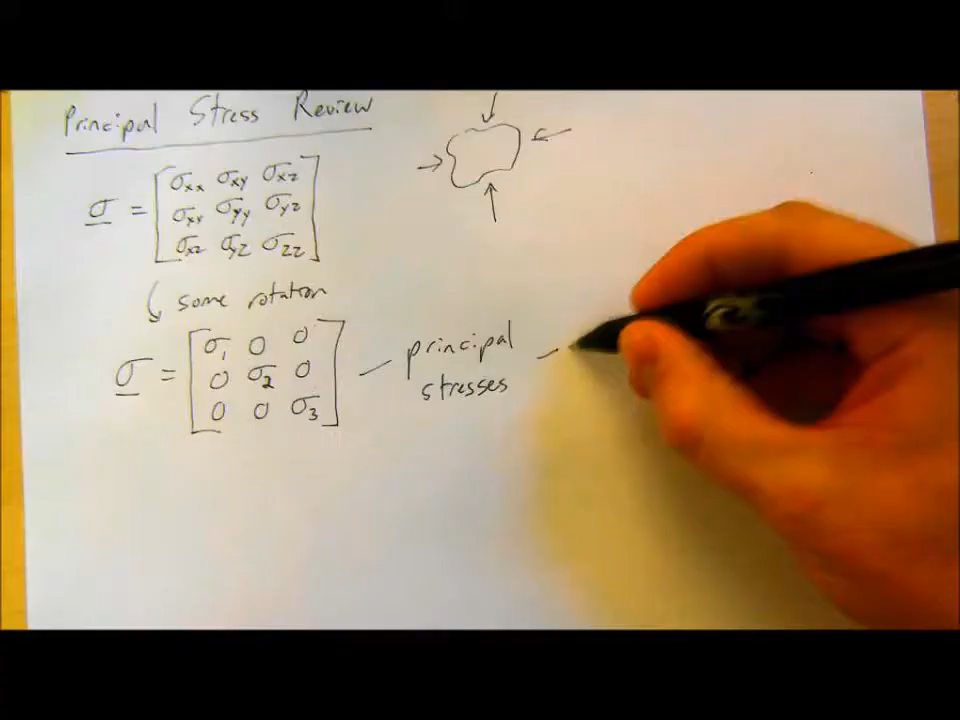 Principal Stress Review
σ = [σxx σxy σxz
σxy σyy σyz
σxz σyz σzz]
some rotation
σ = [σ1 0 0
0 σ2 0
0 0 σ3]
principal
stresses